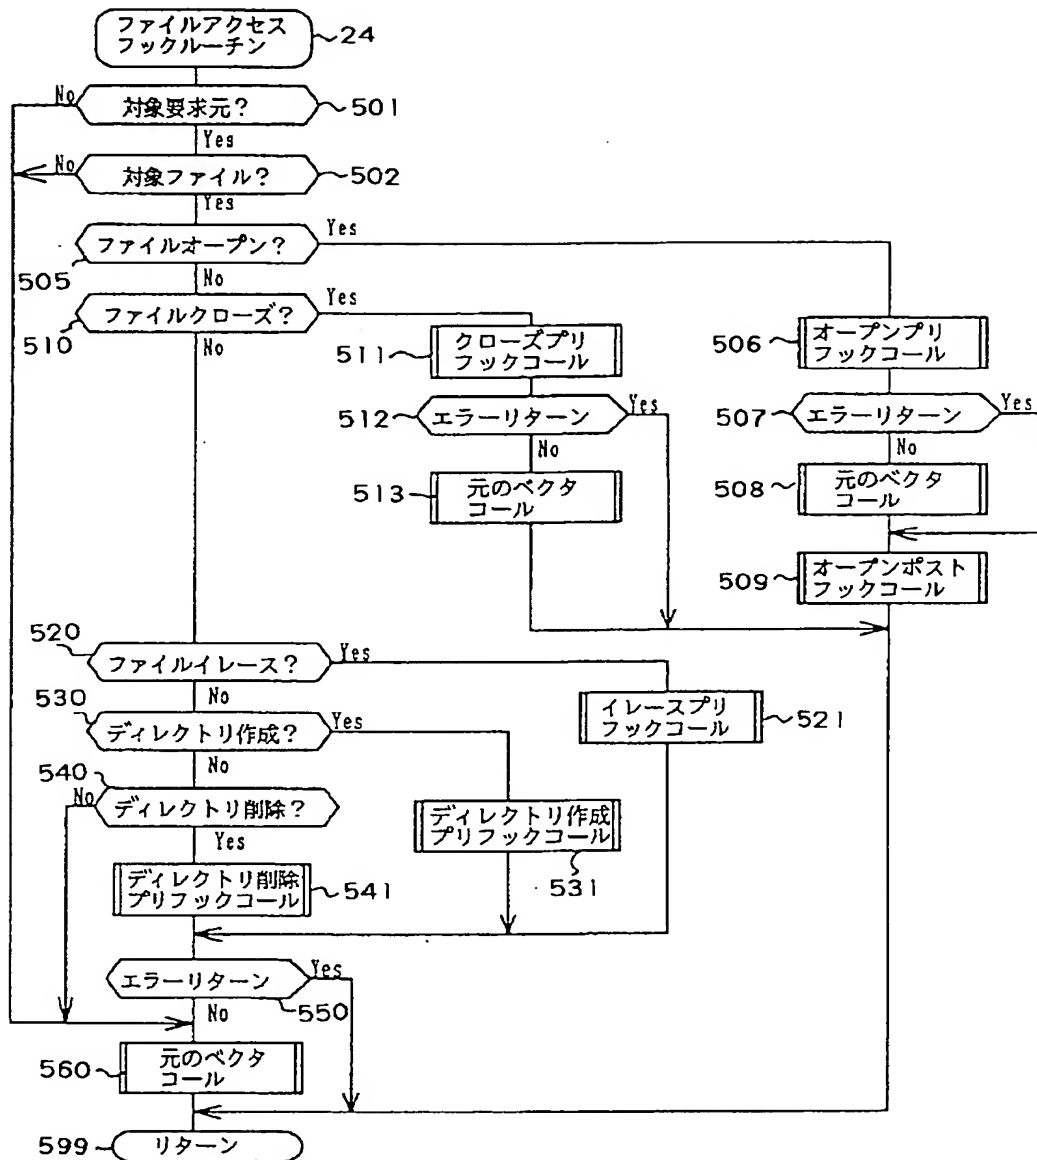 ファイルアクセス
フックルーチン
24
No
対象要求元?
501
Yes
No
対象ファイル?
502
Yes
ファイルオープン?
Yes
505
No
ファイルクローズ?
Yes
510
No
511
クローズプリ
フックコール
506
オープンプリ
フックコール
512
エラーリターン
Yes
507
エラーリターン
Yes
No
No
513
元のベクタ
コール
508
元のベクタ
コール
509
オープンポスト
フックコール
520
ファイルイレース?
Yes
No
530
イレースプリ
フックコール
521
ディレクトリ作成?
Yes
No
540
No
ディレクトリ削除?
ディレクトリ作成
プリフックコール
Yes
531
ディレクトリ削除
プリフックコール
541
エラーリターン
Yes
550
No
560
元のベクタ
コール
599
リターン